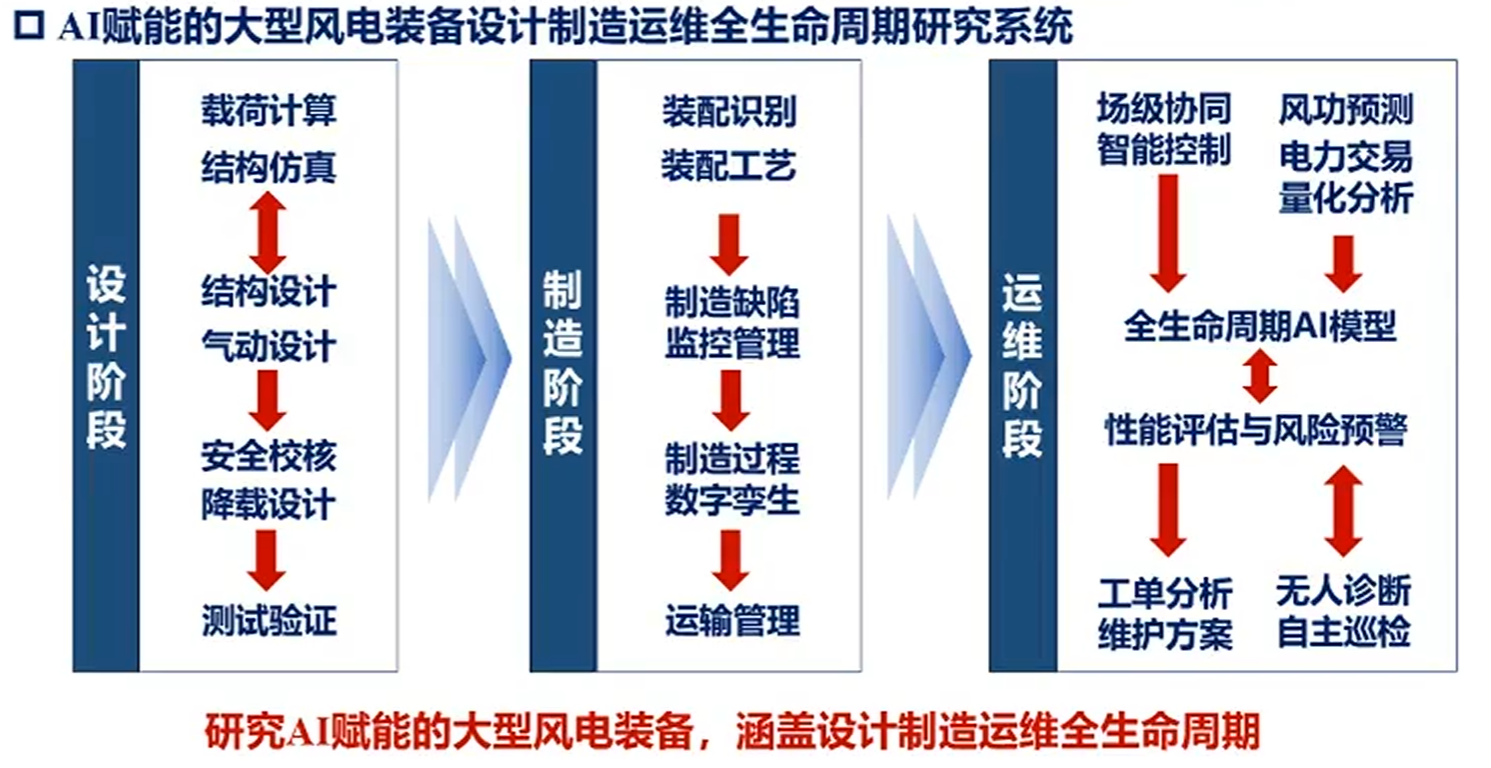 AI赋能的大型风电装备设计制造运维全生命周期研究系统
设计阶段
载荷计算
结构仿真
结构设计
气动设计
安全校核
降载设计
测试验证
制造阶段
装配识别
装配工艺
制造缺陷
监控管理
制造过程
数字孪生
运输管理
运维阶段
场级协同
智能控制
风功预测
电力交易
量化分析
全生命周期AI模型
性能评估与风险预警
工单分析
维护方案
无人诊断
自主巡检
研究AI赋能的大型风电装备，涵盖设计制造运维全生命周期